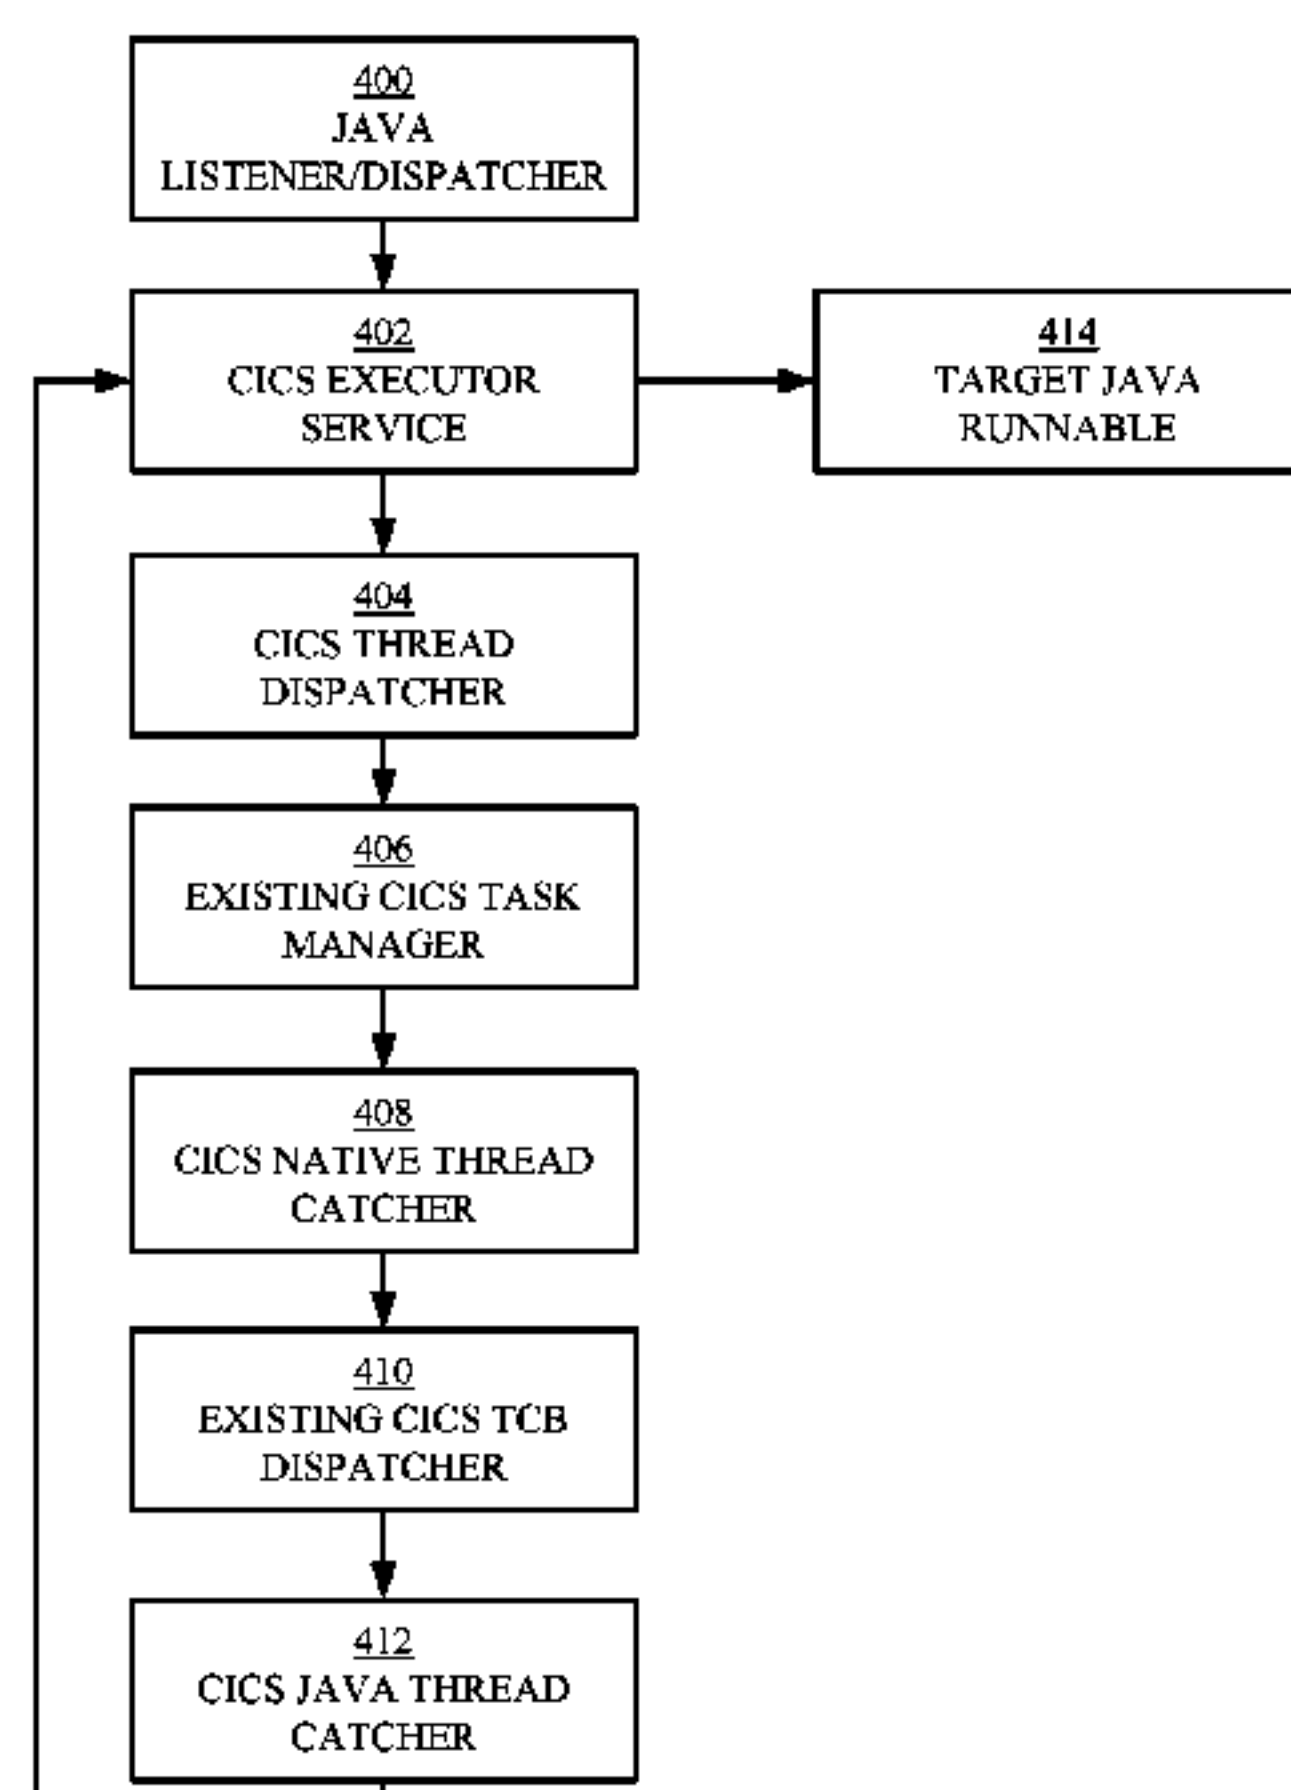 400
JAVA
LISTENER/DISPATCHER
402
CICS EXECUTOR
SERVICE
414
TARGET JAVA
RUNNABLE
404
CICS THREAD
DISPATCHER
406
EXISTING CICS TASK
MANAGER
408
CICS NATIVE THREAD
CATCHER
410
EXISTING CICS TCB
DISPATCHER
412
CICS JAVA THREAD
CATCHER